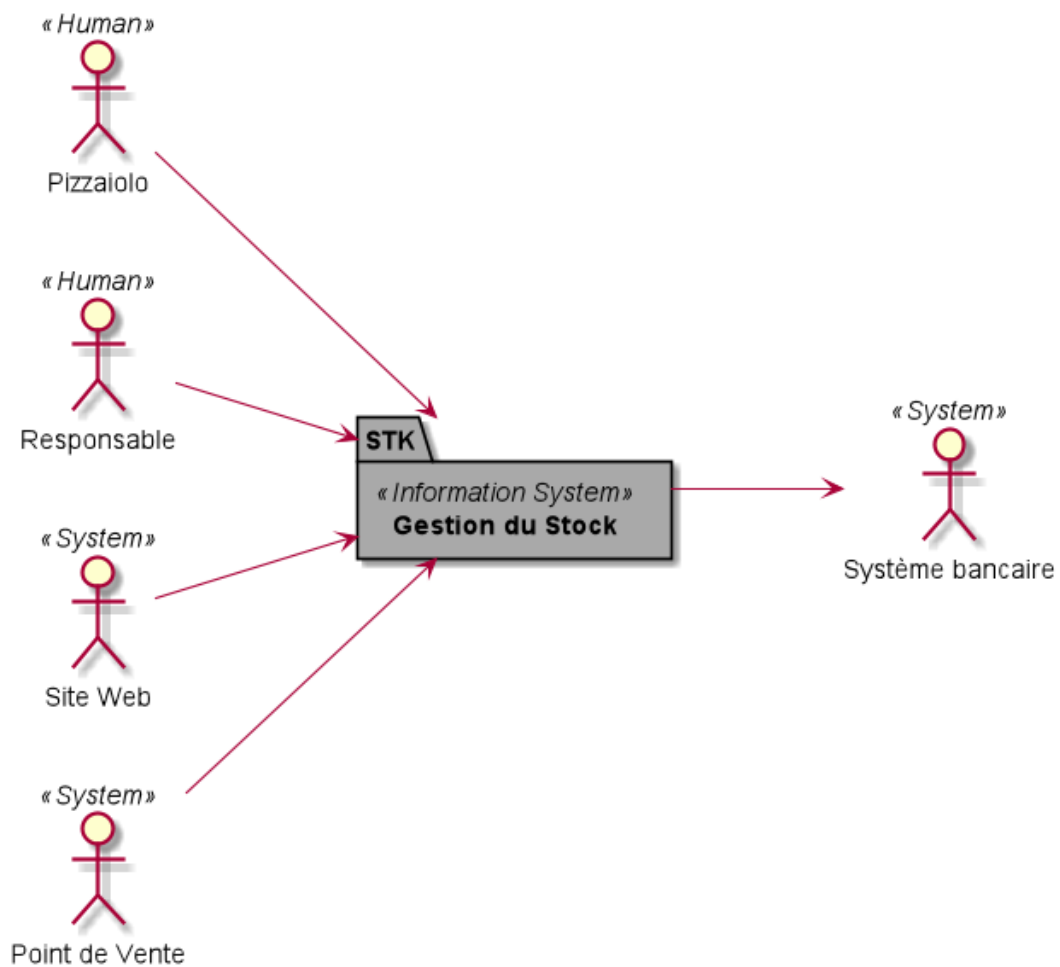 «Human»
Pizzaiolo
«Human»
Responsable
«System»
Site Web
«System»
Point de Vente
STK
«Information System»
Gestion du Stock
«System»
Système bancaire